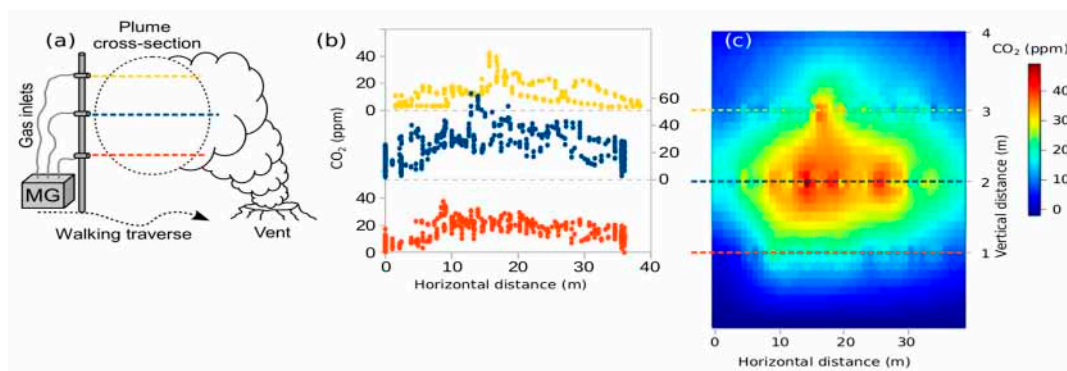 (a)
Plume
cross-section
Gas inlets
MG
Walking traverse
Vent
(b)
CO₂ (ppm)
40
20
0
60
40
20
0
40
20
0
0 10 20 30 40
Horizontal distance (m)
(c)
4
3
2
1
Vertical distance (m)
0 10 20 30
Horizontal distance (m)
CO₂ (ppm)
50
40
30
20
10
0